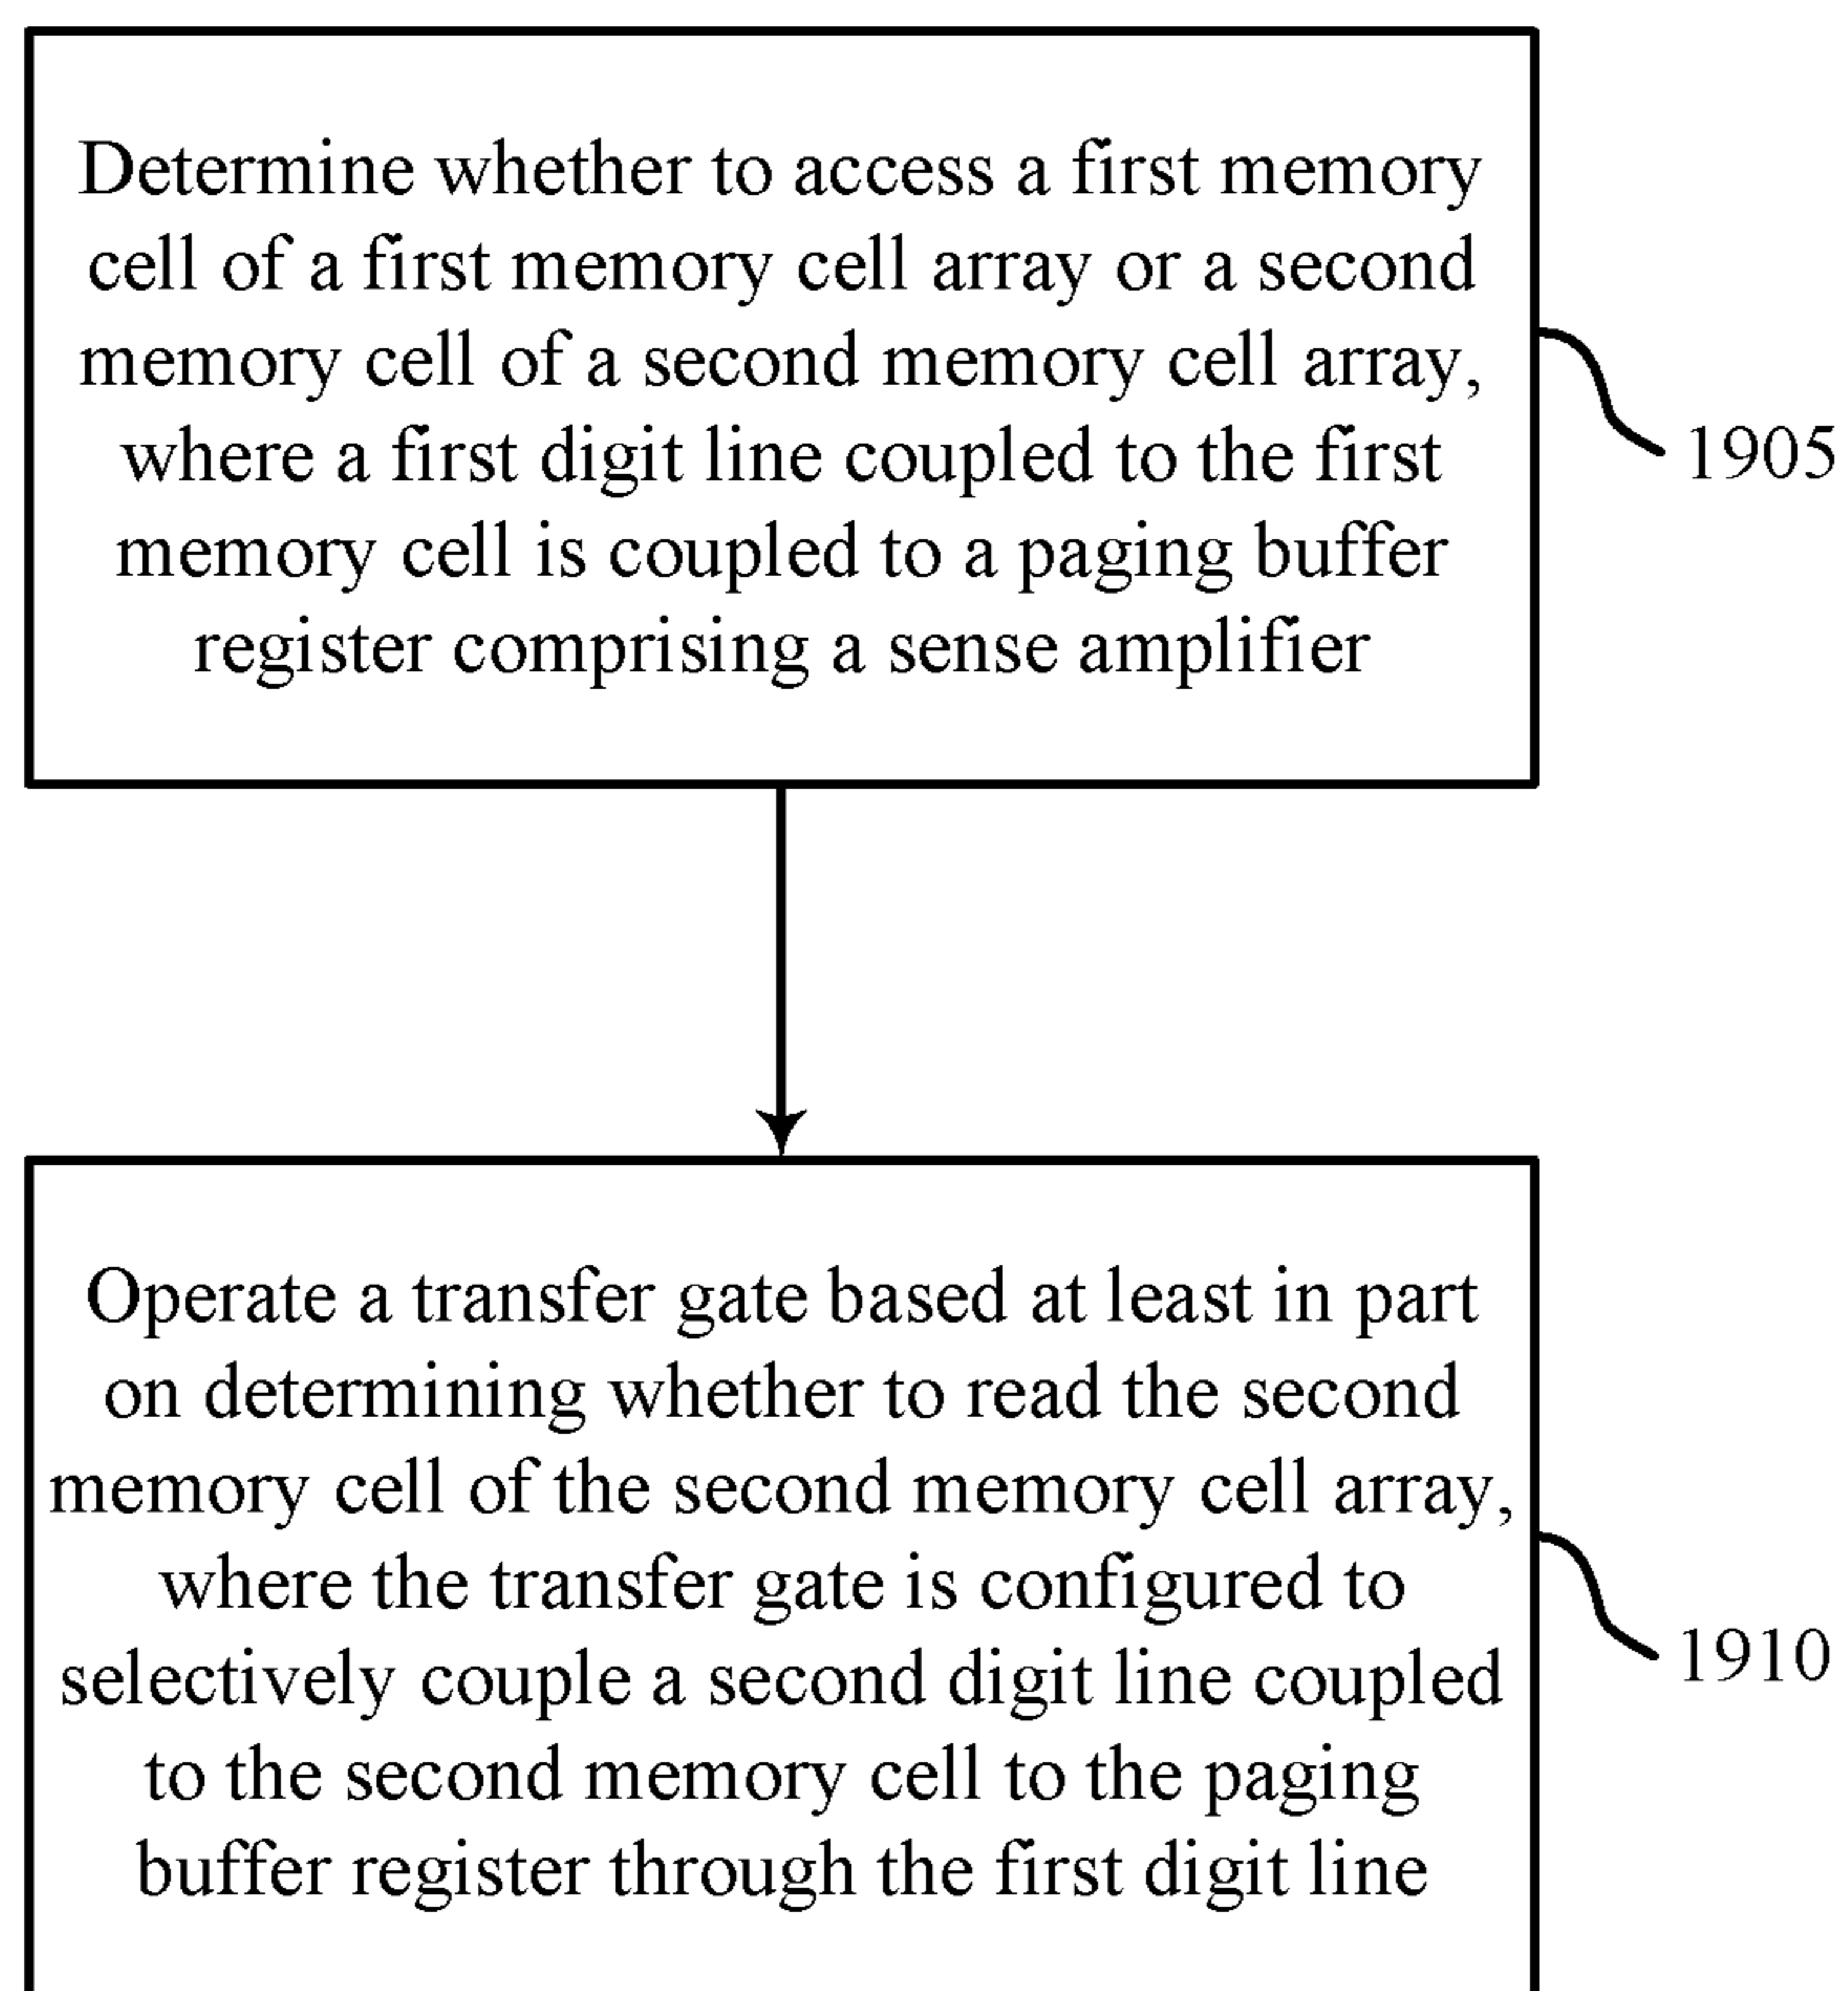 Determine whether to access a first memory
cell of a first memory cell array or a second
memory cell of a second memory cell array,
where a first digit line coupled to the first
memory cell is coupled to a paging buffer
register comprising a sense amplifier
1905
Operate a transfer gate based at least in part
on determining whether to read the second
memory cell of the second memory cell array,
where the transfer gate is configured to
selectively couple a second digit line coupled
to the second memory cell to the paging
buffer register through the first digit line
1910